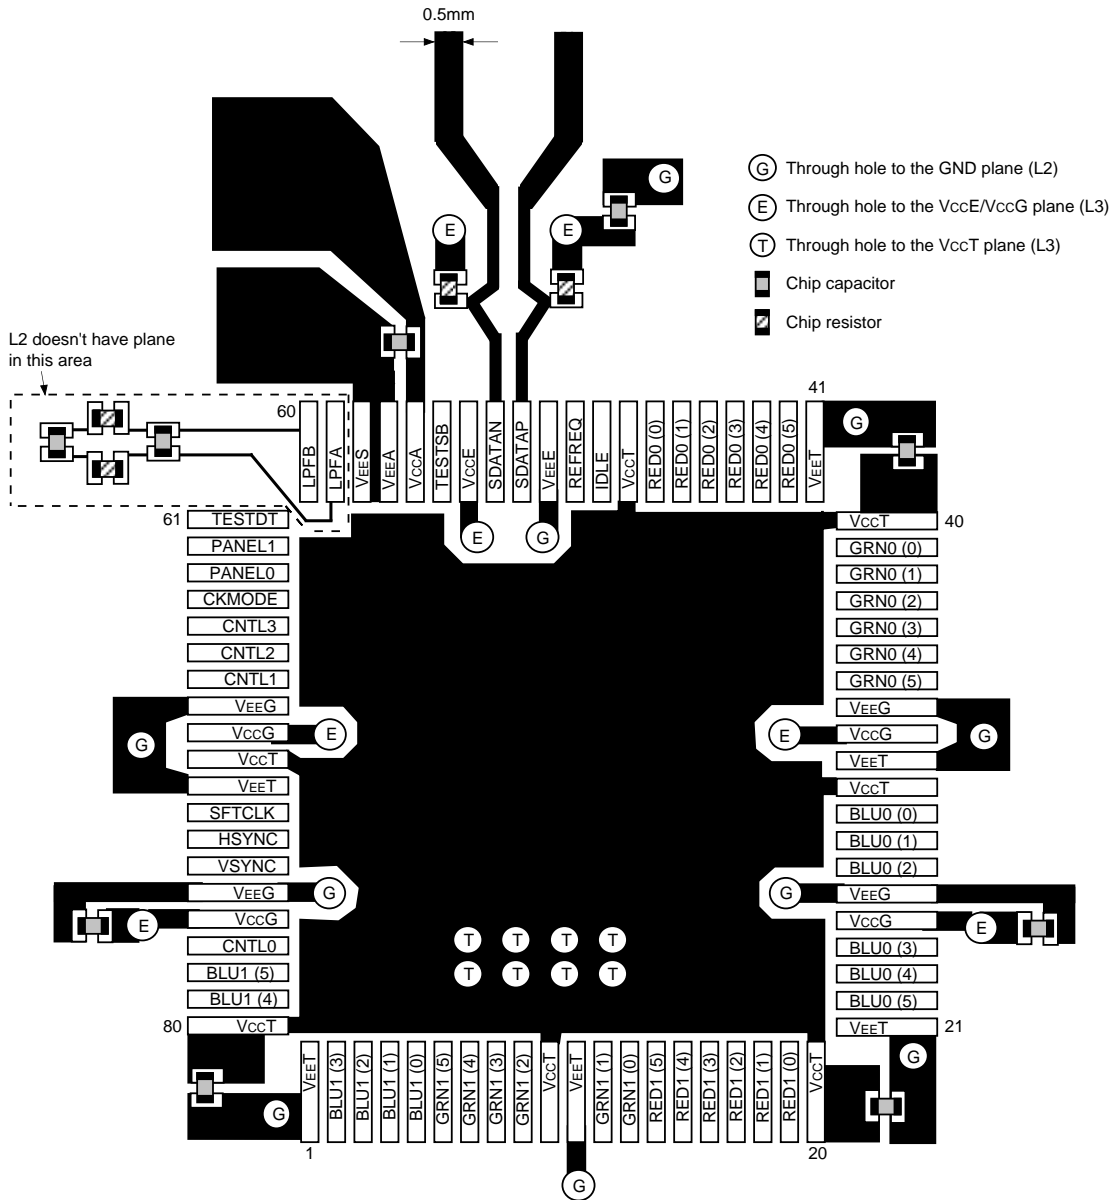 0.5mm
G Through hole to the GND plane (L2)
E Through hole to the VccE/VccG plane (L3)
T Through hole to the VccT plane (L3)
Chip capacitor
Chip resistor
G
E
E
L2 doesn't have plane
in this area
60
41
LPFB
LPFA
VEES
VEEA
VccA
TESTSB
VccE
SDATAN
SDATAP
VEEE
REFREQ
IDLE
VccT
RED0 (0)
RED0 (1)
RED0 (2)
RED0 (3)
RED0 (4)
RED0 (5)
VEET
G
E
G
61
TESTDT
PANEL1
PANEL0
CKMODE
CNTL3
CNTL2
CNTL1
VEEG
VccG
VccT
VEET
SFTCLK
HSYNC
VSYNC
VEEG
VccG
CNTL0
BLU1 (5)
BLU1 (4)
80
VccT
G
E
G
E
VccT
40
GRN0 (0)
GRN0 (1)
GRN0 (2)
GRN0 (3)
GRN0 (4)
GRN0 (5)
VEEG
VccG
VEET
VccT
BLU0 (0)
BLU0 (1)
BLU0 (2)
VEEG
VccG
BLU0 (3)
BLU0 (4)
BLU0 (5)
VEET
21
E
G
G
E
T T T T
T T T T
G
G
VEET
BLU1 (3)
BLU1 (2)
BLU1 (1)
BLU1 (0)
GRN1 (5)
GRN1 (4)
GRN1 (3)
GRN1 (2)
VccT
VEET
GRN1 (1)
GRN1 (0)
RED1 (5)
RED1 (4)
RED1 (3)
RED1 (2)
RED1 (1)
RED1 (0)
VccT
1
20
G